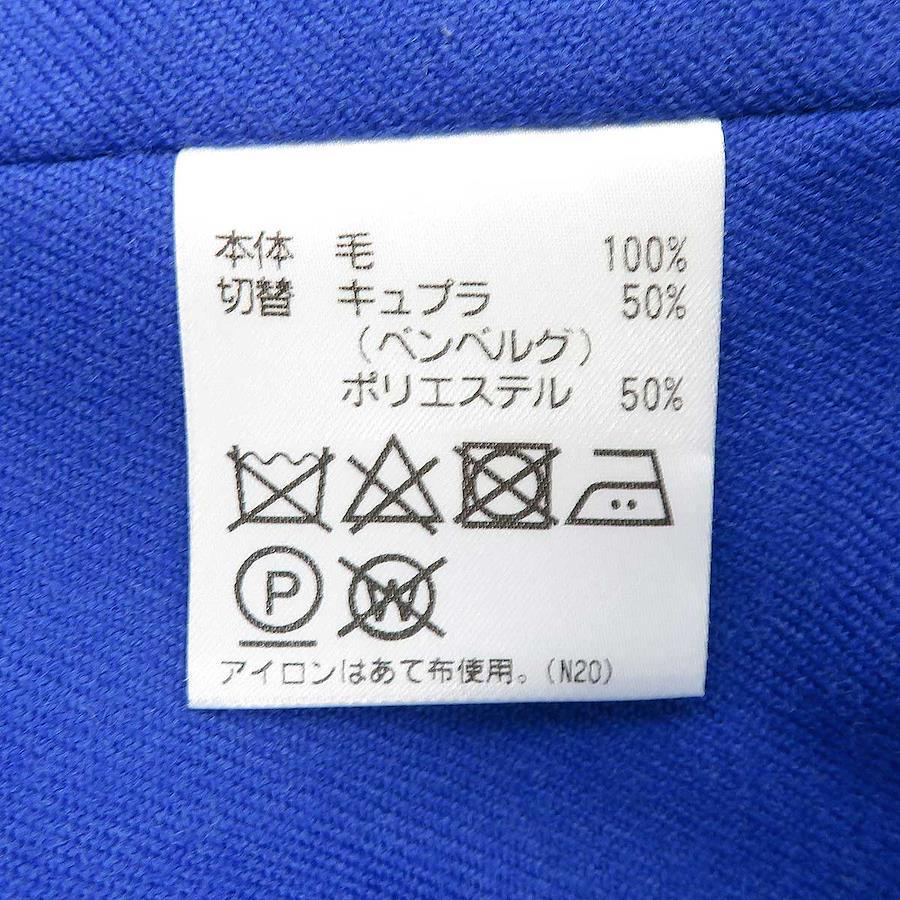 本体 毛 100%
切替 キュプラ 50%
(ベンベルグ)
ポリエステル 50%
P W
アイロンはあて布使用。(N20)